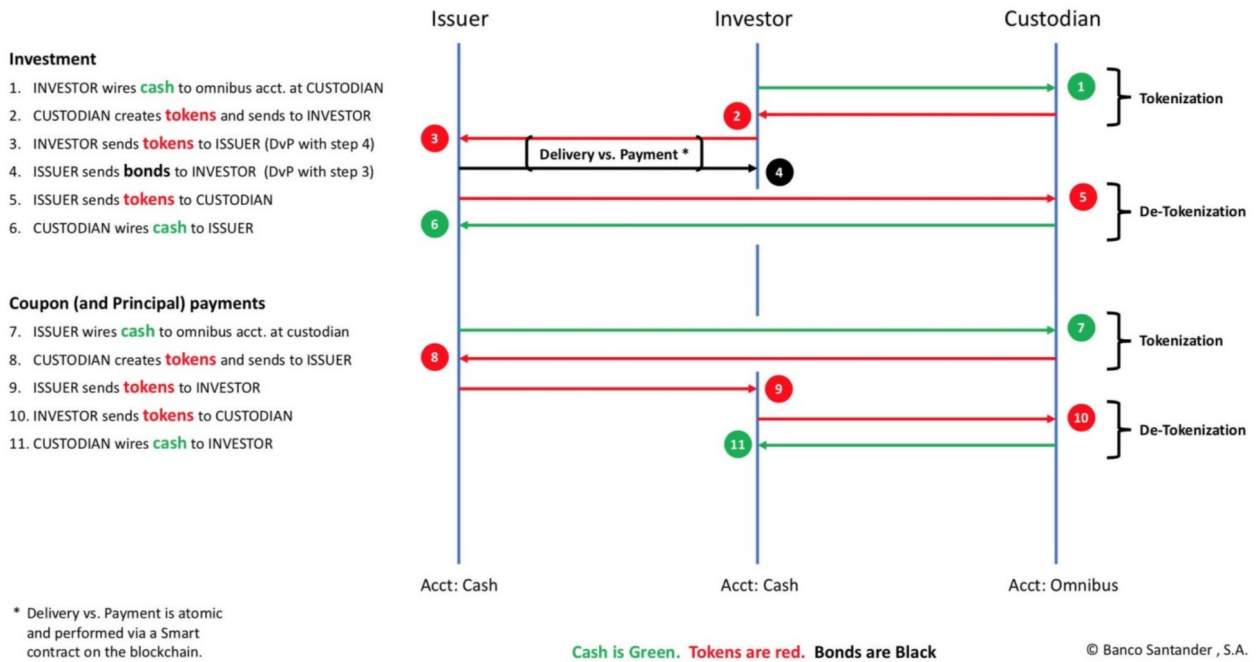 Issuer
Investor
Custodian
Investment
1. INVESTOR wires cash to omnibus acct. at CUSTODIAN
2. CUSTODIAN creates tokens and sends to INVESTOR
3. INVESTOR sends tokens to ISSUER (DvP with step 4)
4. ISSUER sends bonds to INVESTOR (DvP with step 3)
5. ISSUER sends tokens to CUSTODIAN
6. CUSTODIAN wires cash to ISSUER
1
2
3
Delivery vs. Payment *
4
5
6
Tokenization
De-Tokenization
Coupon (and Principal) payments
7. ISSUER wires cash to omnibus acct. at custodian
8. CUSTODIAN creates tokens and sends to ISSUER
9. ISSUER sends tokens to INVESTOR
10. INVESTOR sends tokens to CUSTODIAN
11. CUSTODIAN wires cash to INVESTOR
7
8
9
10
11
Tokenization
De-Tokenization
Acct: Cash
Acct: Cash
Acct: Omnibus
* Delivery vs. Payment is atomic
and performed via a Smart
contract on the blockchain.
Cash is Green. Tokens are red. Bonds are Black
© Banco Santander , S.A.